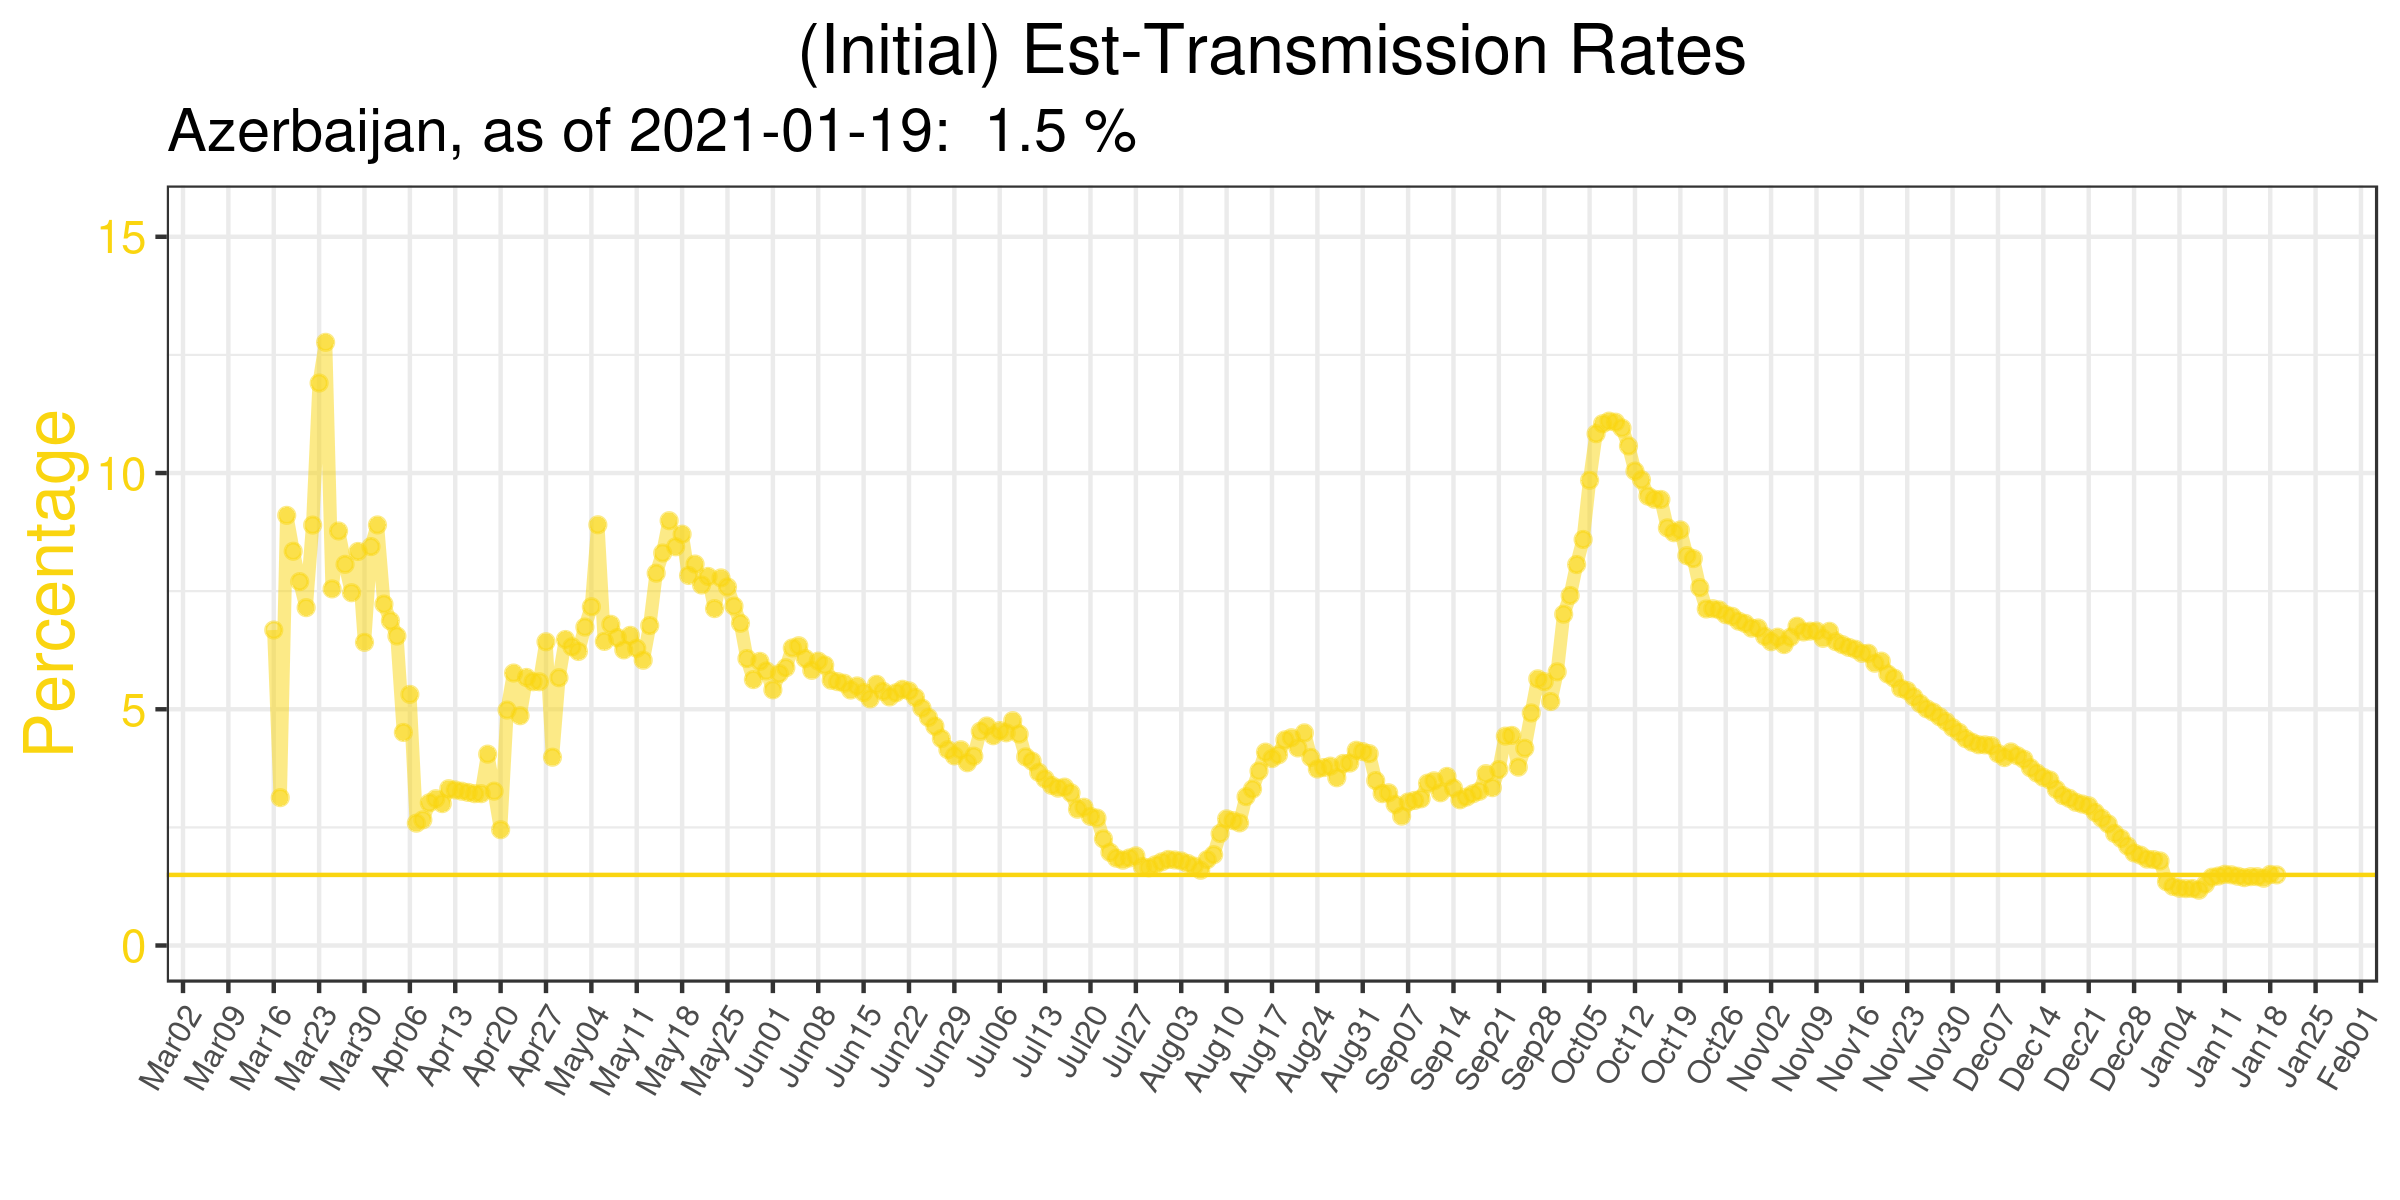 (Initial) Est-Transmission Rates
Azerbaijan, as of 2021-01-19:  1.5 %
Percentage
15
10
5
0
Mar02 Mar09 Mar16 Mar23 Mar30 Apr06 Apr13 Apr20 Apr27 May04 May11 May18 May25 Jun01 Jun08 Jun15 Jun22 Jun29 Jul06 Jul13 Jul20 Jul27 Aug03 Aug10 Aug17 Aug24 Aug31 Sep07 Sep14 Sep21 Sep28 Oct05 Oct12 Oct19 Oct26 Nov02 Nov09 Nov16 Nov23 Nov30 Dec07 Dec14 Dec21 Dec28 Jan04 Jan11 Jan18 Jan25 Feb01